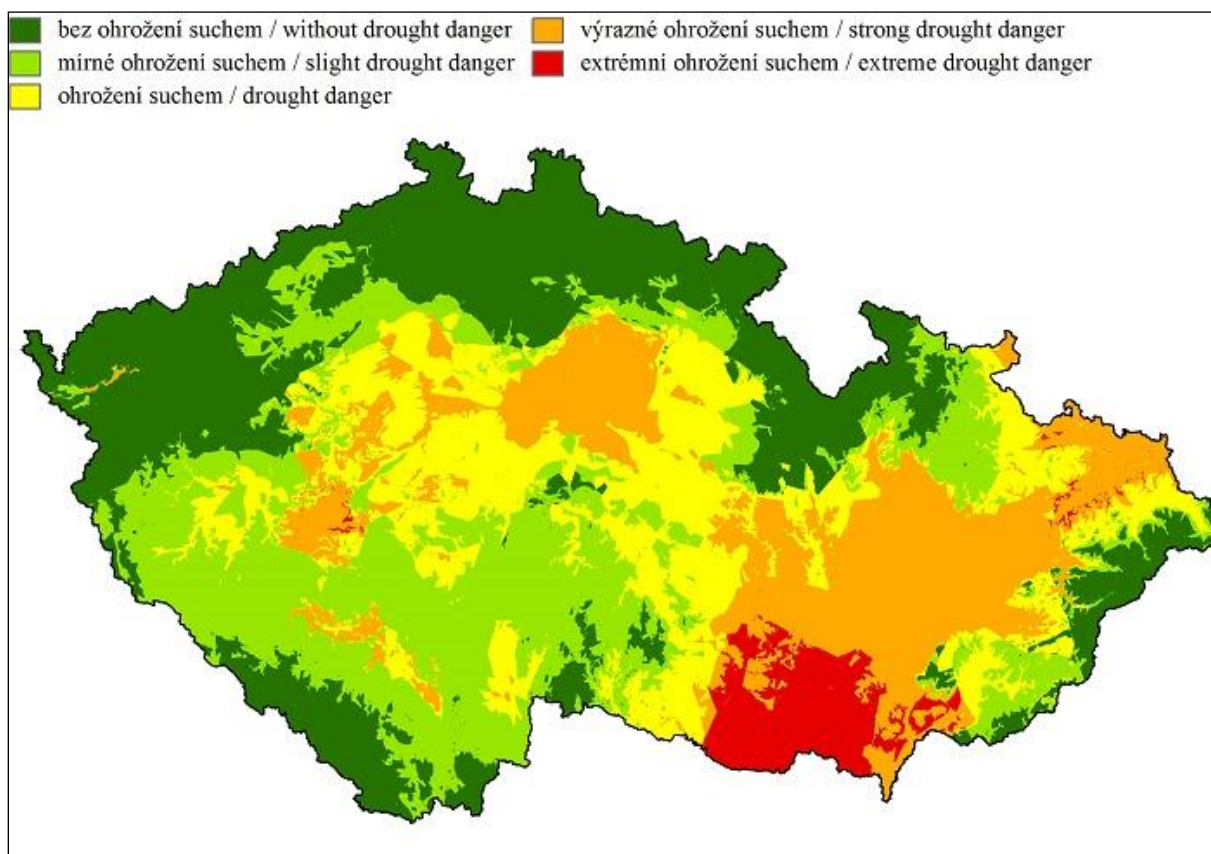 bez ohrožení suchem / without drought danger
mírné ohrožení suchem / slight drought danger
ohrožení suchem / drought danger
výrazné ohrožení suchem / strong drought danger
extrémní ohrožení suchem / extreme drought danger